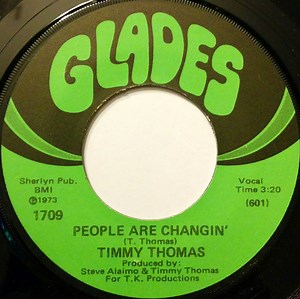 GLADES
Sherlyn Pub.
BMI
℗1973
1709
Vocal
Time 3:20
(601)
PEOPLE ARE CHANGIN'
(T. Thomas)
TIMMY THOMAS
Produced by:
Steve Alaimo & Timmy Thomas
For T.K. Productions